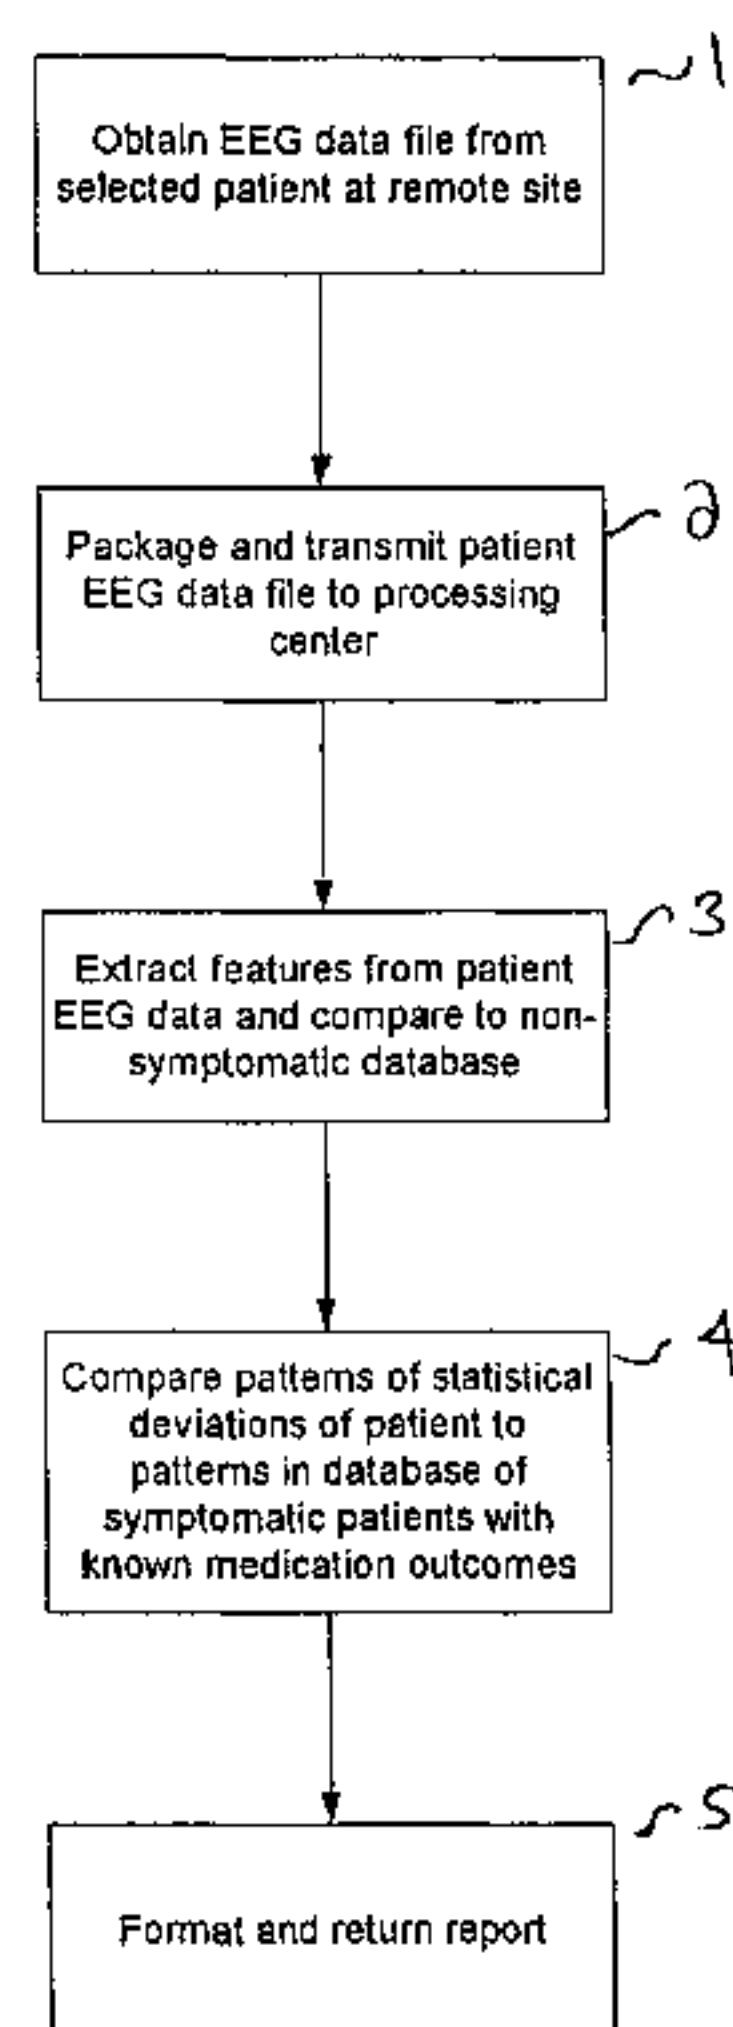 1
Obtain EEG data file from
selected patient at remote site
2
Package and transmit patient
EEG data file to processing
center
3
Extract features from patient
EEG data and compare to non-
symptomatic database
4
Compare patterns of statistical
deviations of patient to
patterns in database of
symptomatic patients with
known medication outcomes
5
Format and return report